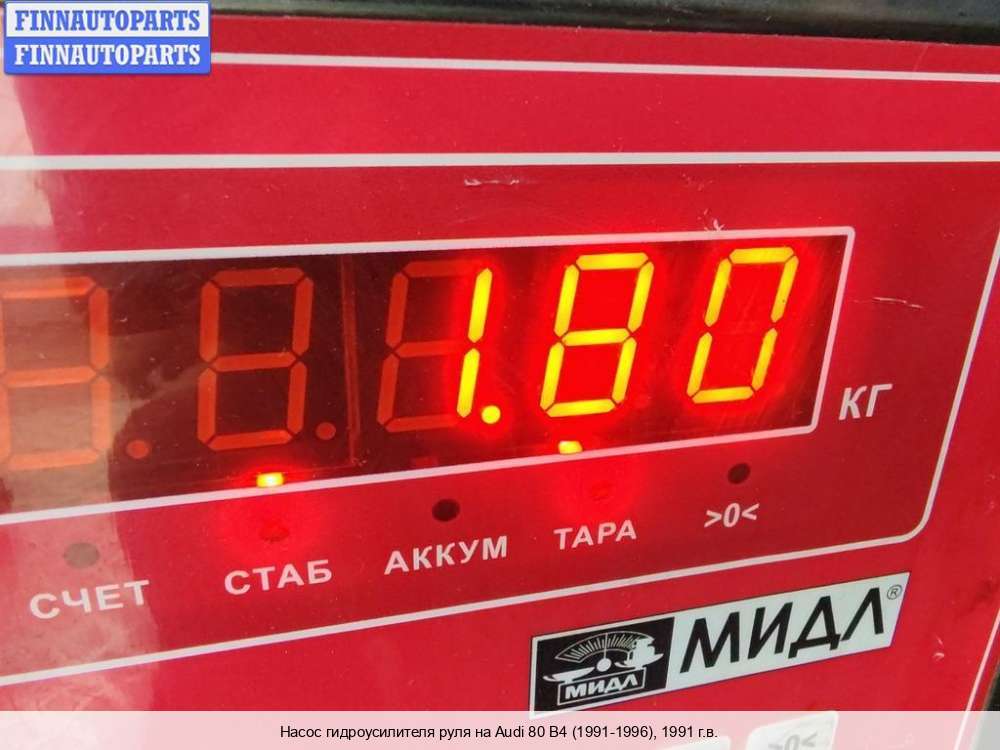 FINNAUTOPARTS
FINNAUTOPARTS
1.80
КГ
СЧЕТ
СТАБ
АККУМ
ТАРА
>0<
МИДЛ
МИДЛ®
>0<
Насос гидроусилителя руля на Audi 80 B4 (1991-1996), 1991 г.в.